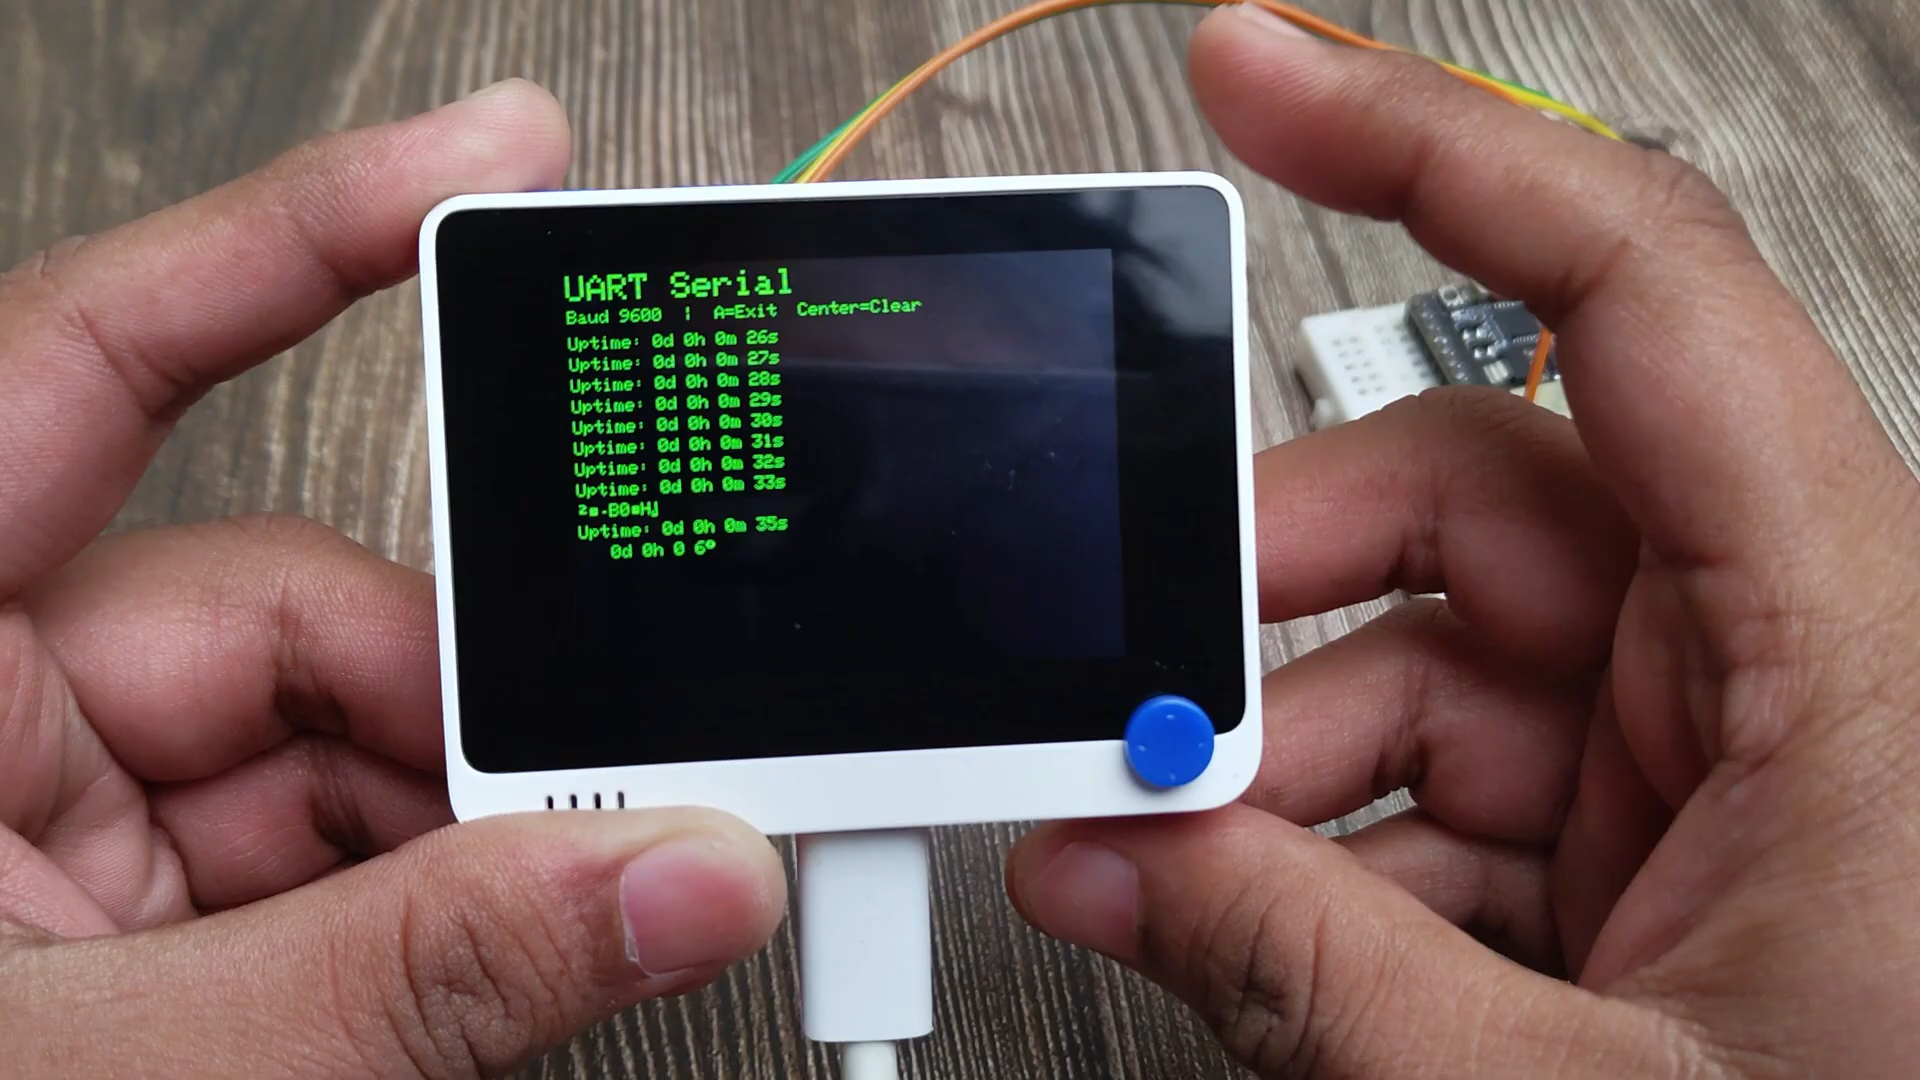 UART Serial
Baud 9600 | A=Exit Center=Clear
Uptime: 0d 0h 0m 26s
Uptime: 0d 0h 0m 27s
Uptime: 0d 0h 0m 28s
Uptime: 0d 0h 0m 29s
Uptime: 0d 0h 0m 30s
Uptime: 0d 0h 0m 31s
Uptime: 0d 0h 0m 32s
Uptime: 0d 0h 0m 33s
Uptime: 0d 0h 0m 35s
0d 0h 0 6